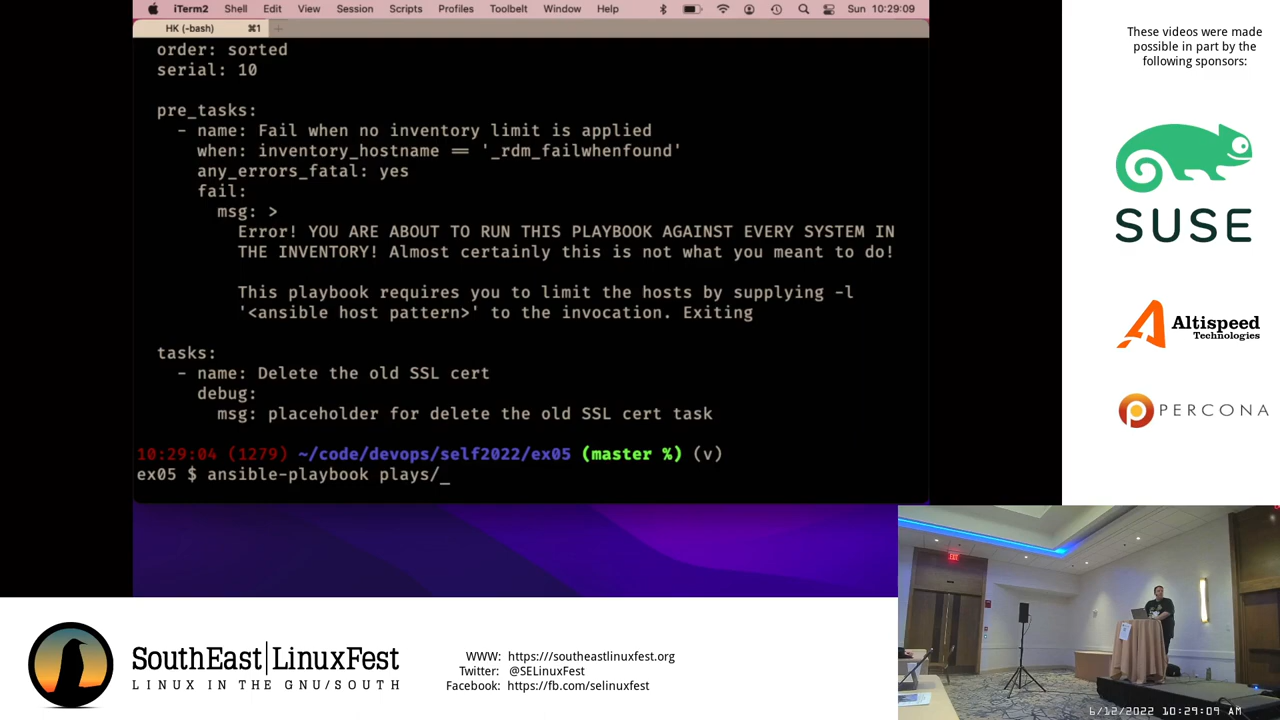 iTerm2 Shell Edit View Session Scripts Profiles Toolbelt Window Help Sun 10:29:09
HK (-bash) ⌘1 +
order: sorted
serial: 10
pre_tasks:
- name: Fail when no inventory limit is applied
when: inventory_hostname == '_rdm_failwhenfound'
any_errors_fatal: yes
fail:
msg: >
Error! YOU ARE ABOUT TO RUN THIS PLAYBOOK AGAINST EVERY SYSTEM IN
THE INVENTORY! Almost certainly this is not what you meant to do!
This playbook requires you to limit the hosts by supplying -l
'<ansible host pattern>' to the invocation. Exiting
tasks:
- name: Delete the old SSL cert
debug:
msg: placeholder for delete the old SSL cert task
10:29:04 (1279) ~/code/devops/self2022/ex05 (master %) (v)
ex05 $ ansible-playbook plays/_
These videos were made
possible in part by the
following sponsors:
SUSE
Altispeed
Technologies
PERCONA
SouthEast|LinuxFest
LINUX IN THE GNU/SOUTH
WWW: https:///southeastlinuxfest.org
Twitter: @SELinuxFest
Facebook: https://fb.com/selinuxfest
6/12/2022 10:29:09 AM